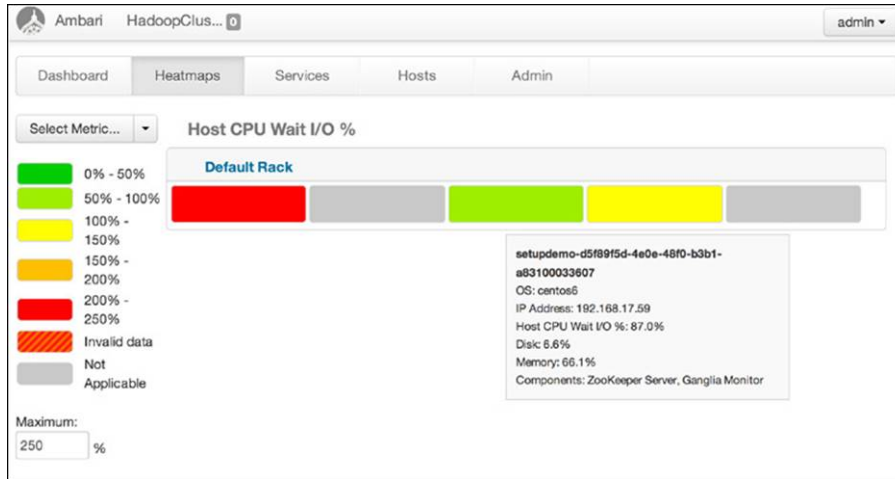 Ambari HadoopClus... 0 admin
Dashboard Heatmaps Services Hosts Admin
Select Metric... Host CPU Wait I/O %
Default Rack
0% - 50%
50% - 100%
100% -
150%
150% -
200%
200% -
250%
Invalid data
Not
Applicable
Maximum:
250 %
setupdemo-d5f89f5d-4e0e-48f0-b3b1-
a83100033607
OS: centos6
IP Address: 192.168.17.59
Host CPU Wait I/O %: 87.0%
Disk: 6.6%
Memory: 66.1%
Components: ZooKeeper Server, Ganglia Monitor